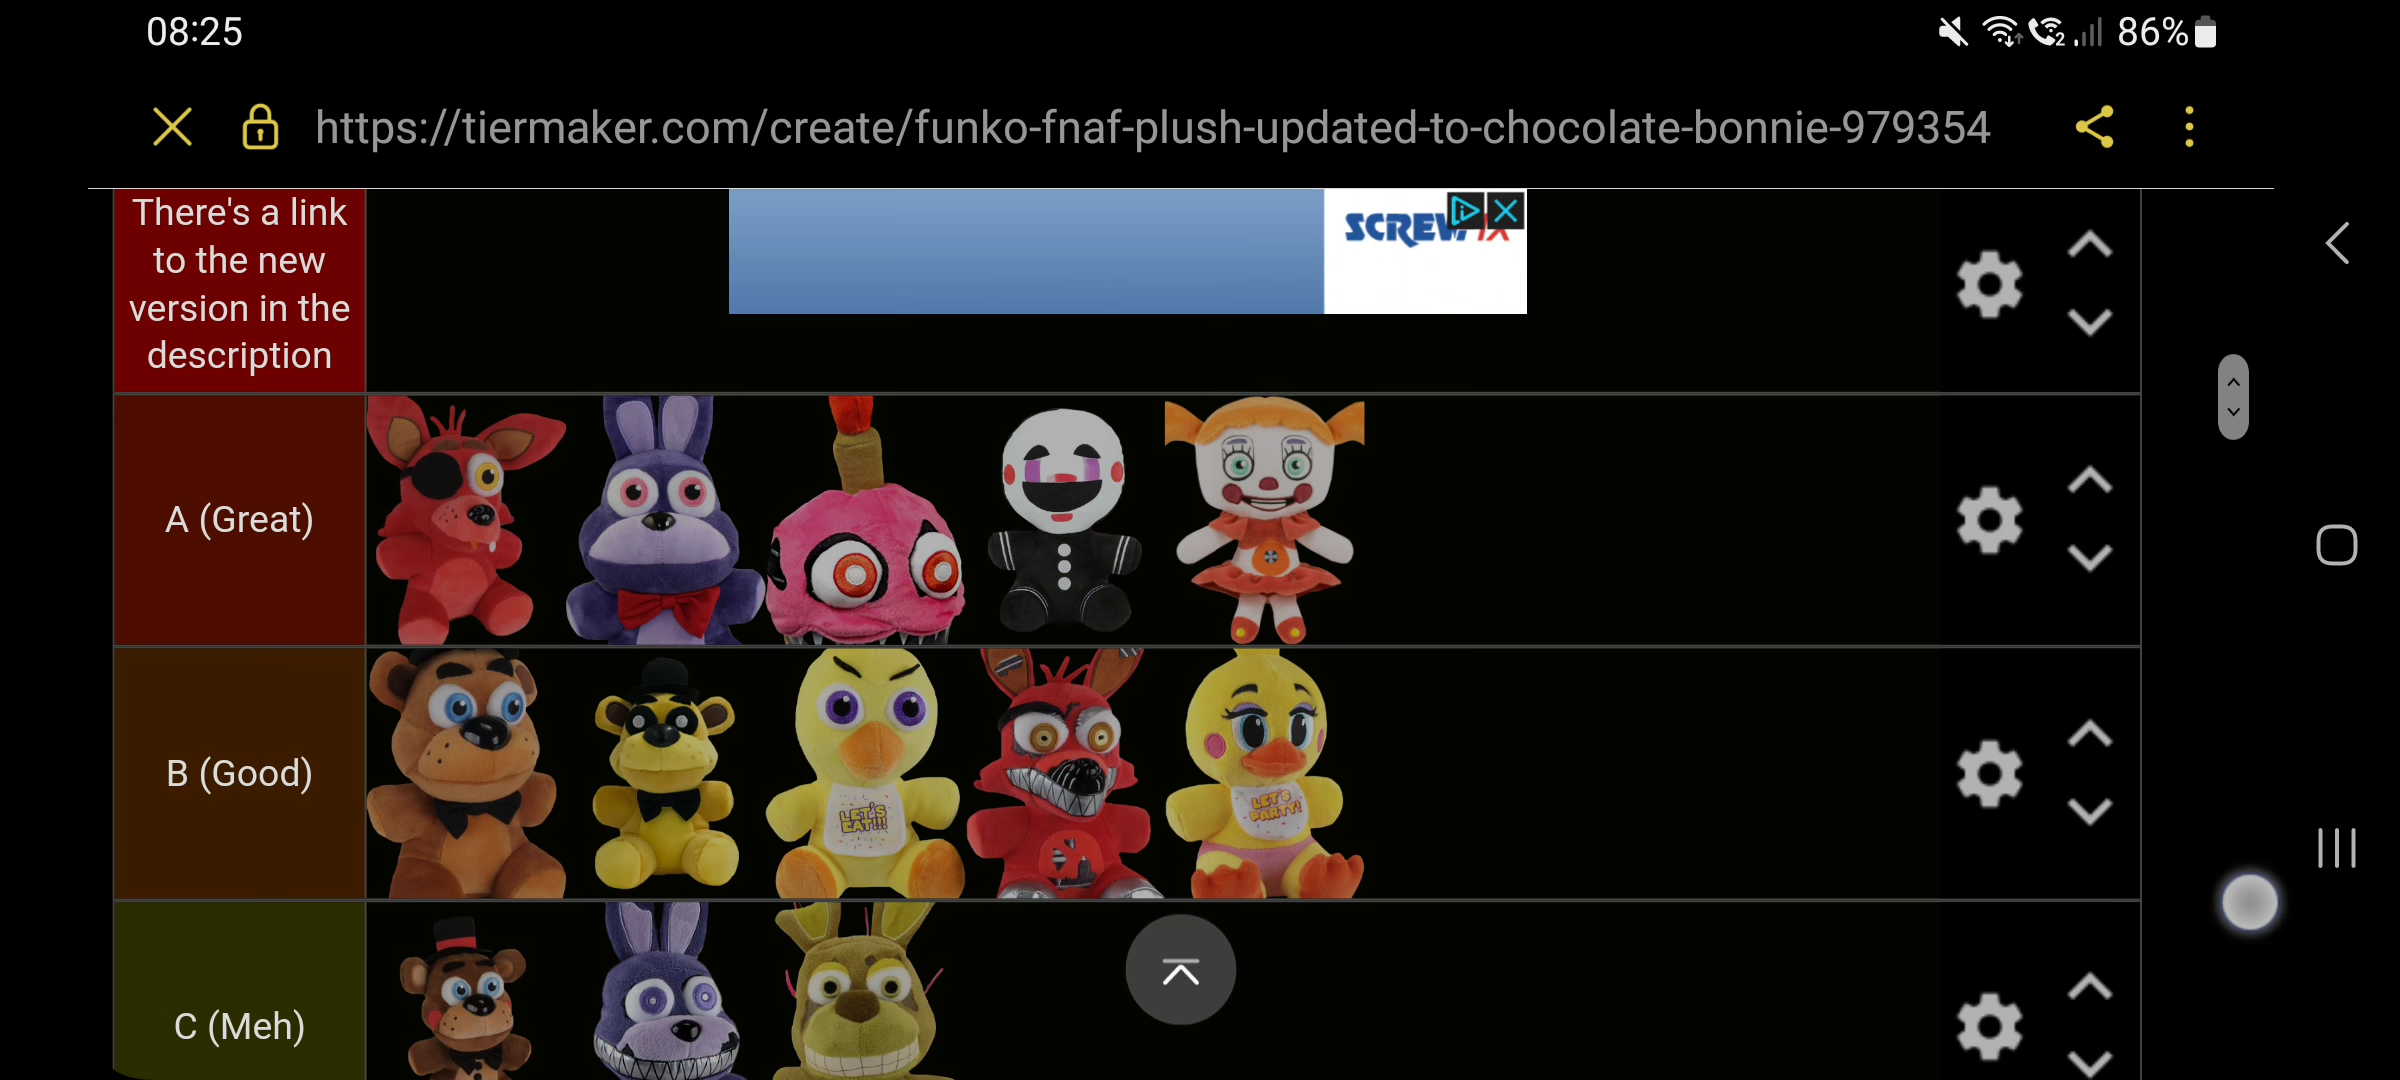 08:25
86%
https://tiermaker.com/create/funko-fnaf-plush-updated-to-chocolate-bonnie-979354
There's a link
to the new
version in the
description
A (Great)
B (Good)
LET'S
EAT!!!
LET'S
PARTY!
C (Meh)